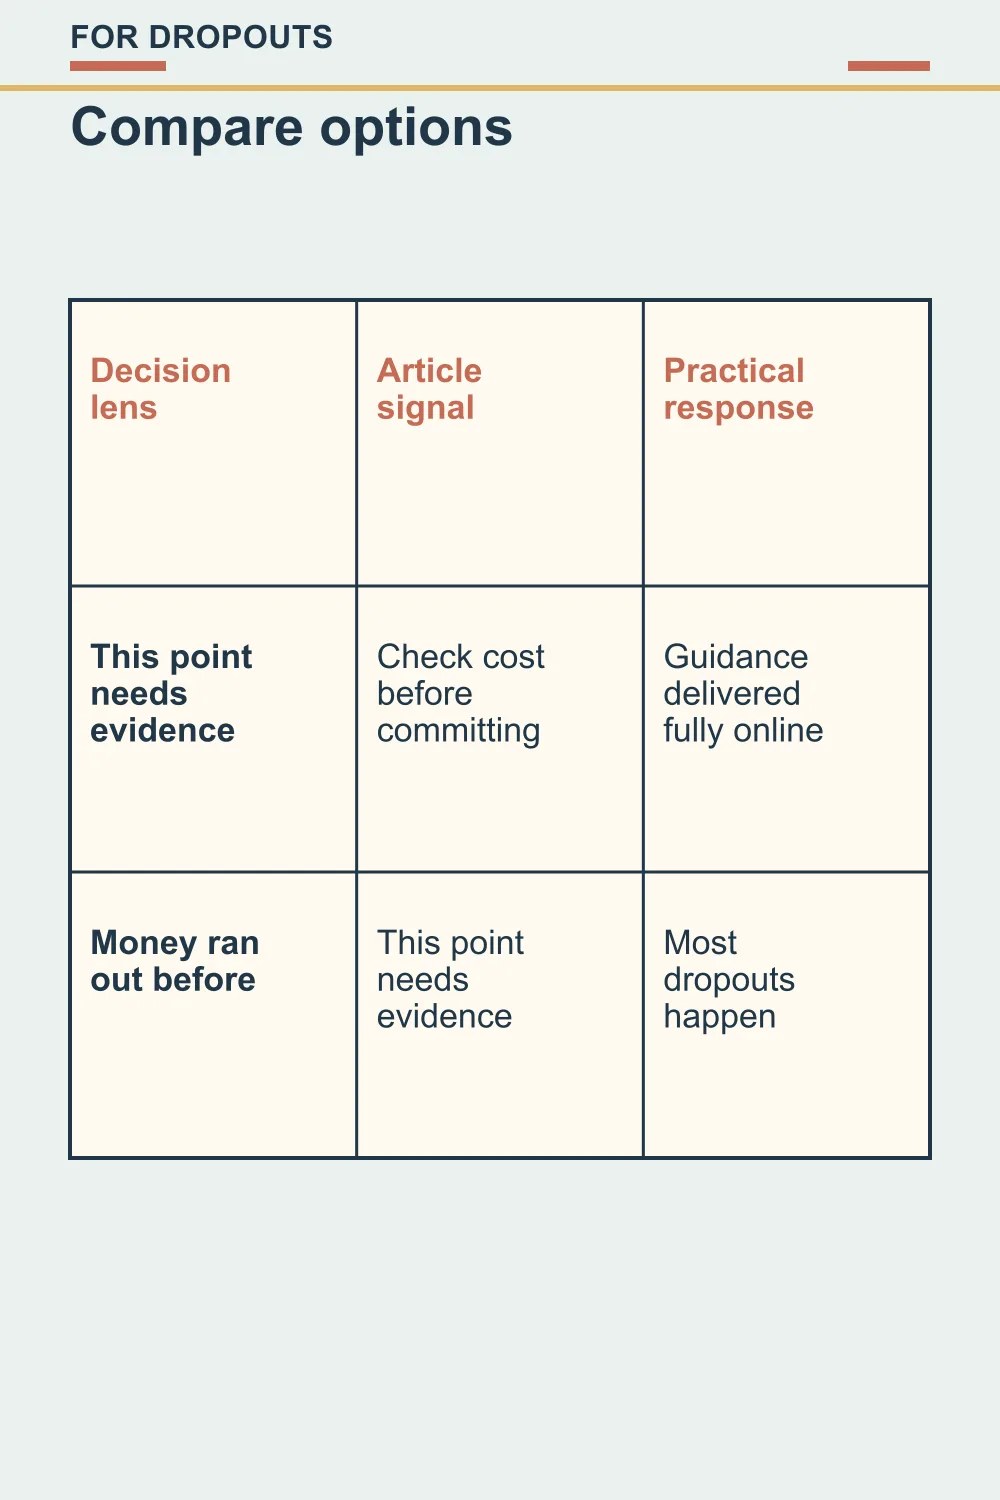 FOR DROPOUTS
Compare options
Decision
lens
Article
signal
Practical
response
This point
needs
evidence
Check cost
before
committing
Guidance
delivered
fully online
Money ran
out before
This point
needs
evidence
Most
dropouts
happen